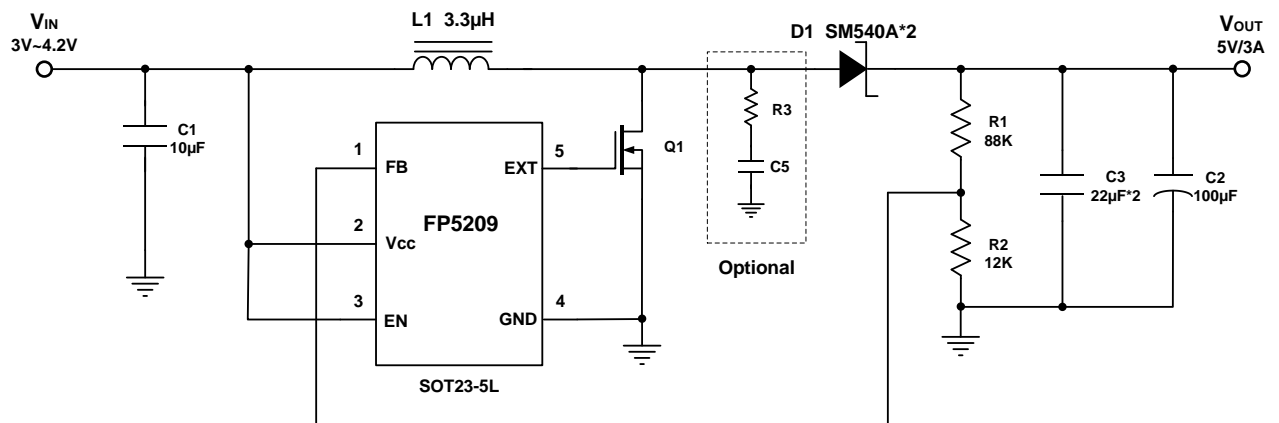 VIN
3V~4.2V
L1 3.3µH
D1 SM540A*2
VOUT
5V/3A
C1
10µF
1
FB
2
Vcc
3
EN
FP5209
EXT
5
GND
4
SOT23-5L
Q1
R3
C5
Optional
R1
88K
R2
12K
C3
22µF*2
C2
100µF